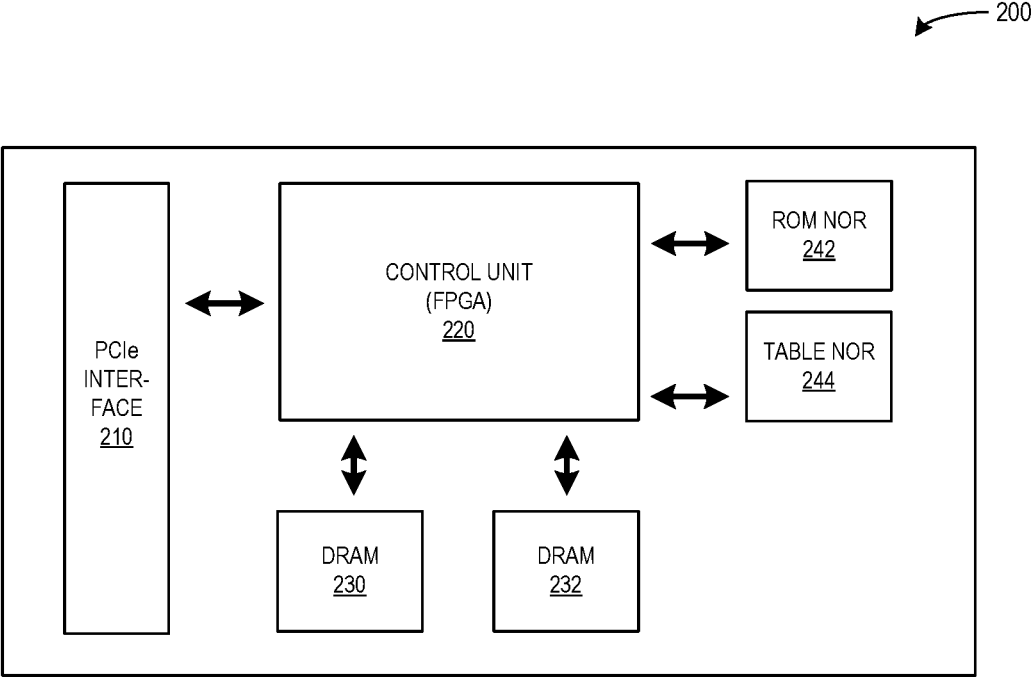 200
PCIe
INTER-
FACE
210
CONTROL UNIT
(FPGA)
220
ROM NOR
242
TABLE NOR
244
DRAM
230
DRAM
232